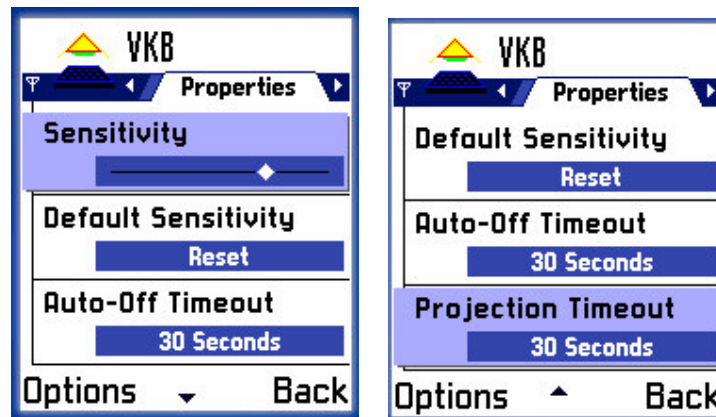 VKB
Properties
Sensitivity
Default Sensitivity
Reset
Auto-Off Timeout
30 Seconds
Options Back
VKB
Properties
Default Sensitivity
Reset
Auto-Off Timeout
30 Seconds
Projection Timeout
30 Seconds
Options Back